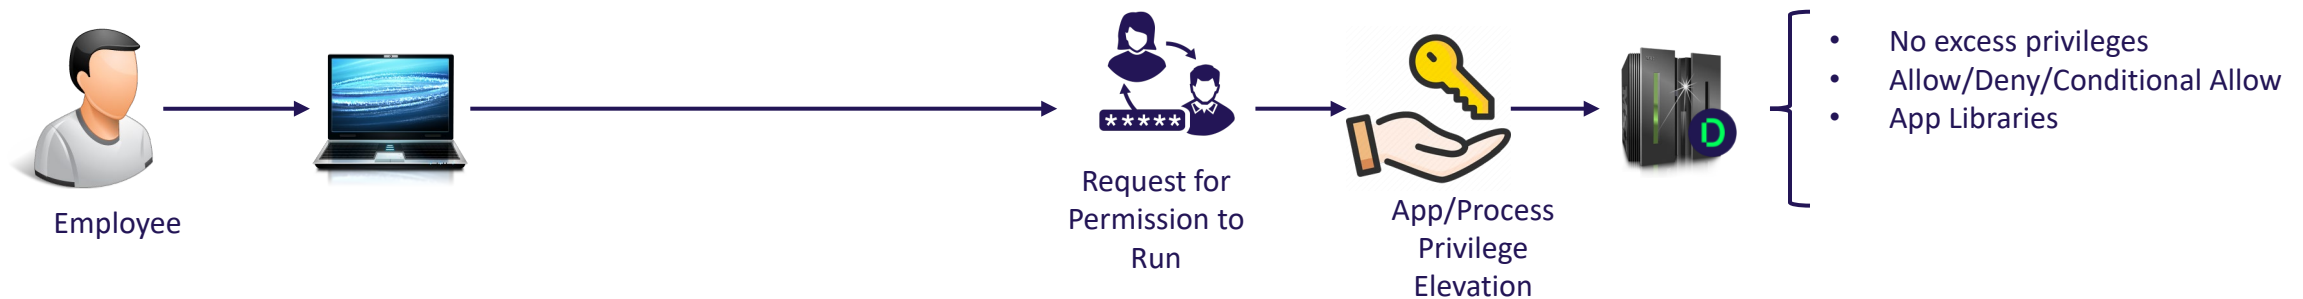 Employee
*****
Request for
Permission to
Run
App/Process
Privilege
Elevation
D
• No excess privileges
• Allow/Deny/Conditional Allow
• App Libraries